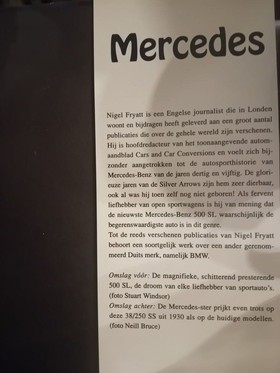 Mercedes
Nigel Fryatt is een Engelse journalist die in Londen
woont en bijdragen heeft geleverd aan een groot aantal
publicaties die over de gehele wereld zijn verschenen.
Hij is hoofdredacteur van het toonaangevende autom-
aandblad Cars and Car Conversions en voelt zich bij-
zonder aangetrokken tot de autosporthistorie van
Mercedes-Benz van de jaren dertig en vijftig. De glori-
euze jaren van de Silver Arrows zijn hem zeer dierbaar,
ook al was hij toen zelf nog niet geboren! Als fervent
liefhebber van open sportwagens is hij van mening dat
de nieuwste Mercedes-Benz 500 SL waarschijnlijk de
begerenswaardigste auto is in dit genre.
Tot de reeds verschenen publicaties van Nigel Fryatt
behoort een soortgelijk werk over een ander gerenom-
meerd Duits merk, namelijk BMW.
Omslag vóór: De magnifieke, schitterend presterende
500 SL, de droom van elke liefhebber van sportauto's.
(foto Stuart Windsor)
Omslag achter: De Mercedes-ster prijkt even trots op
deze 38/250 SS uit 1930 als op de huidige modellen.
(foto Neill Bruce)